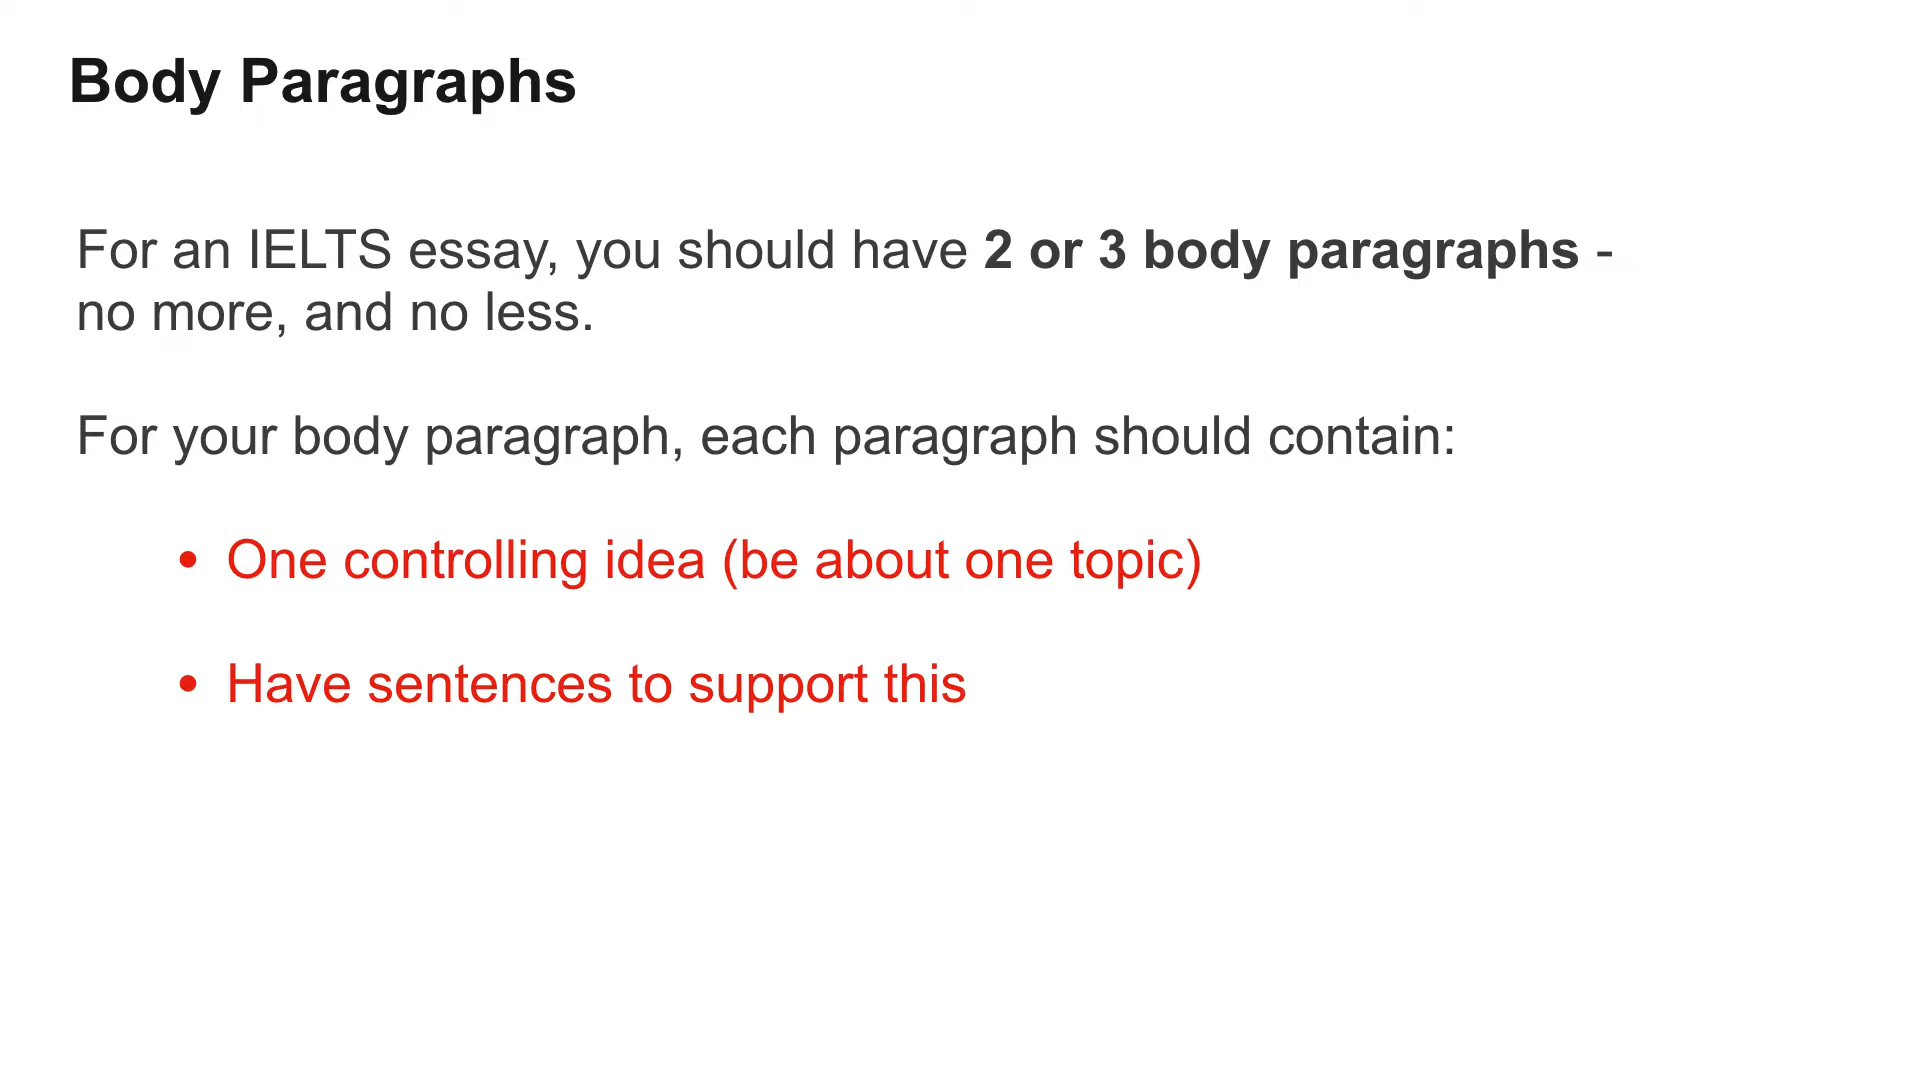 Body Paragraphs
For an IELTS essay, you should have 2 or 3 body paragraphs -
no more, and no less.
For your body paragraph, each paragraph should contain:
• One controlling idea (be about one topic)
• Have sentences to support this